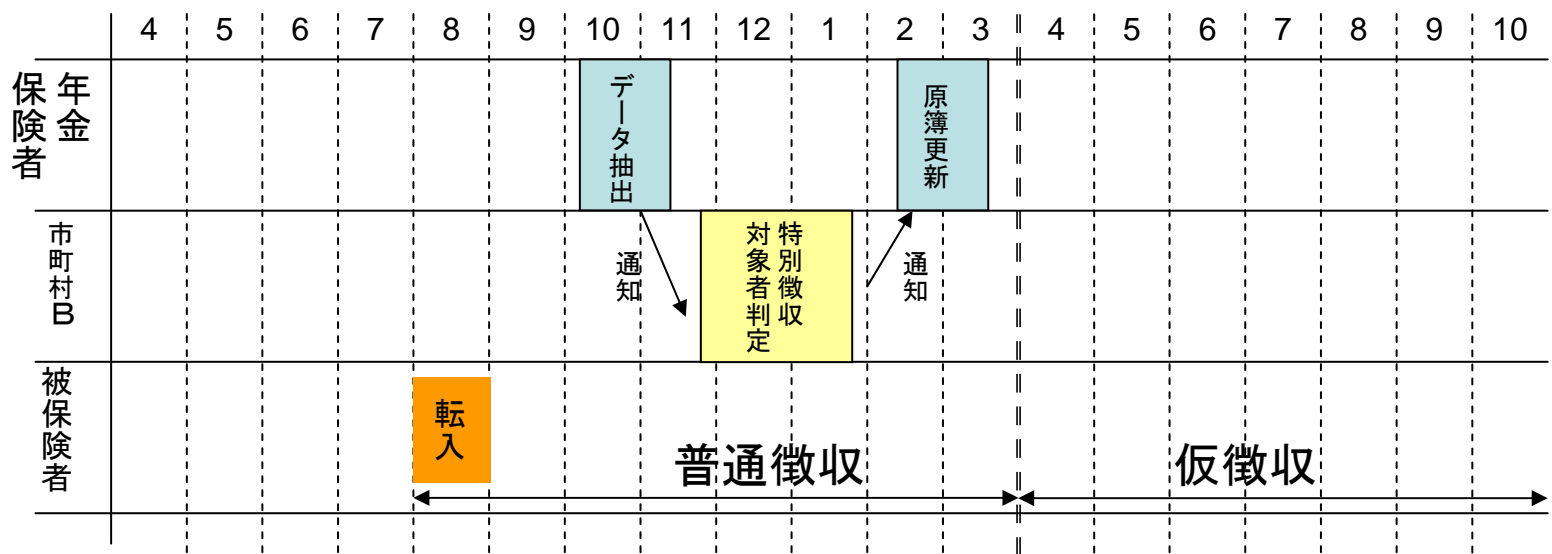 4 5 6 7 8 9 10 11 12 1 2 3 4 5 6 7 8 9 10
年金
保険者
データ抽出
原簿更新
市町村B
通知
特別徴収
対象者判定
通知
被保険者
転入
普通徴収
仮徴収